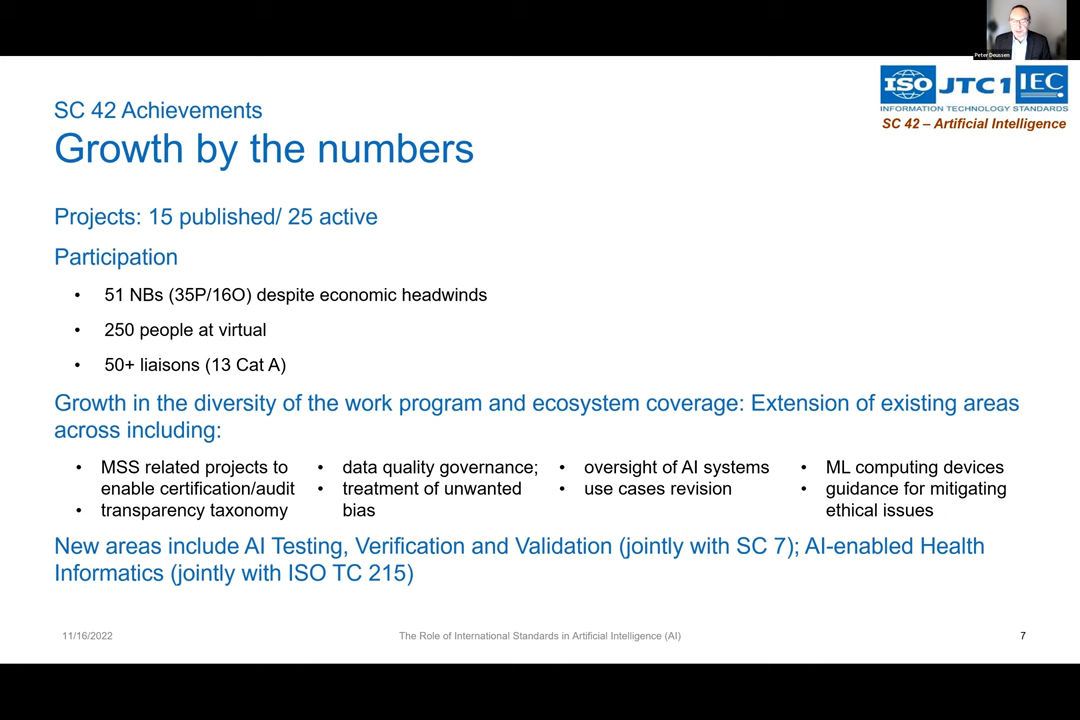 Peter Deussen
ISO JTC 1 IEC
INFORMATION TECHNOLOGY STANDARDS
SC 42 – Artificial Intelligence
SC 42 Achievements
Growth by the numbers
Projects: 15 published/ 25 active
Participation
• 51 NBs (35P/16O) despite economic headwinds
• 250 people at virtual
• 50+ liaisons (13 Cat A)
Growth in the diversity of the work program and ecosystem coverage: Extension of existing areas
across including:
• MSS related projects to
enable certification/audit
• transparency taxonomy
• data quality governance;
• treatment of unwanted
bias
• oversight of AI systems
• use cases revision
• ML computing devices
• guidance for mitigating
ethical issues
New areas include AI Testing, Verification and Validation (jointly with SC 7); AI-enabled Health
Informatics (jointly with ISO TC 215)
11/16/2022
The Role of International Standards in Artificial Intelligence (AI)
7